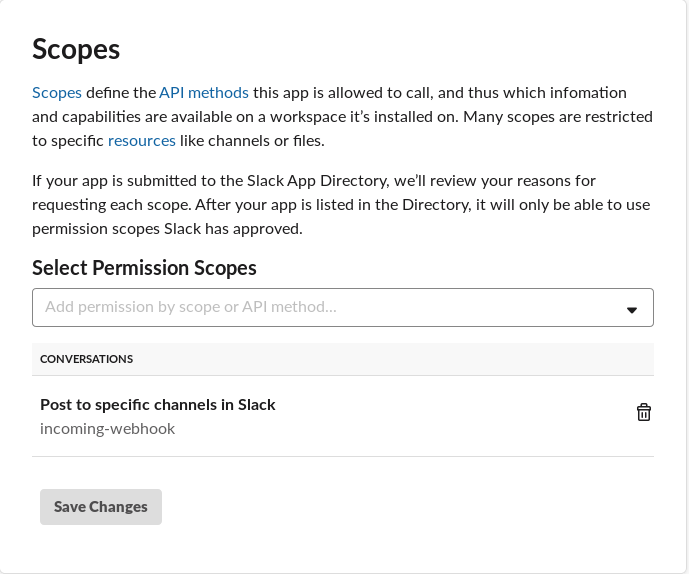 Scopes
Scopes define the API methods this app is allowed to call, and thus which infomation
and capabilities are available on a workspace it’s installed on. Many scopes are restricted
to specific resources like channels or files.
If your app is submitted to the Slack App Directory, we’ll review your reasons for
requesting each scope. After your app is listed in the Directory, it will only be able to use
permission scopes Slack has approved.
Select Permission Scopes
Add permission by scope or API method...
CONVERSATIONS
Post to specific channels in Slack
incoming-webhook
Save Changes